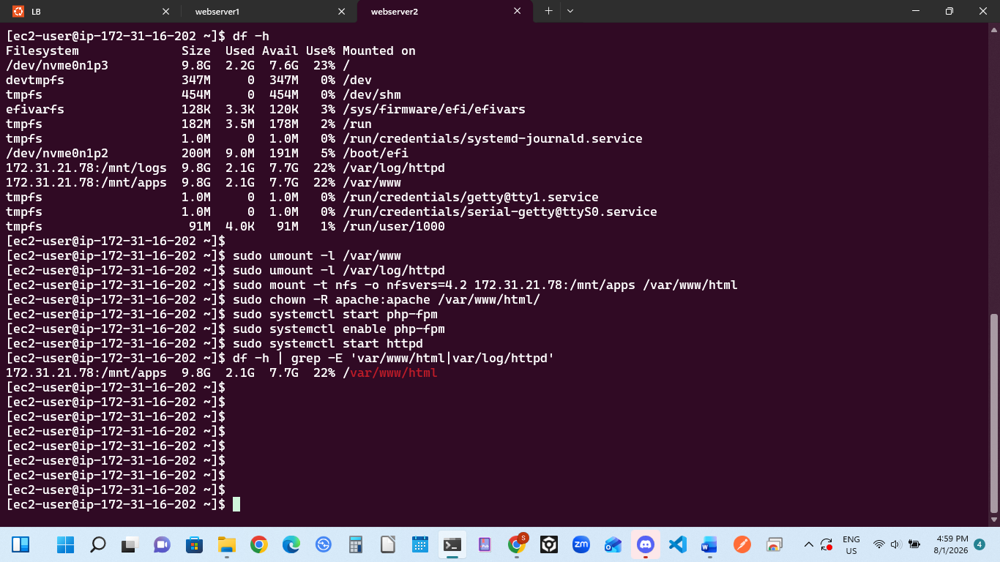 LB
webserver1
webserver2
[ec2-user@ip-172-31-16-202 ~]$ df -h
Filesystem Size Used Avail Use% Mounted on
/dev/nvme0n1p3 9.8G 2.2G 7.6G 23% /
devtmpfs 347M 0 347M 0% /dev
tmpfs 454M 0 454M 0% /dev/shm
efivarfs 128K 3.3K 120K 3% /sys/firmware/efi/efivars
tmpfs 182M 3.5M 178M 2% /run
tmpfs 1.0M 0 1.0M 0% /run/credentials/systemd-journald.service
/dev/nvme0n1p2 200M 9.0M 191M 5% /boot/efi
172.31.21.78:/mnt/logs 9.8G 2.1G 7.7G 22% /var/log/httpd
172.31.21.78:/mnt/apps 9.8G 2.1G 7.7G 22% /var/www
tmpfs 1.0M 0 1.0M 0% /run/credentials/getty@tty1.service
tmpfs 1.0M 0 1.0M 0% /run/credentials/serial-getty@ttyS0.service
tmpfs 91M 4.0K 91M 1% /run/user/1000
[ec2-user@ip-172-31-16-202 ~]$
[ec2-user@ip-172-31-16-202 ~]$ sudo umount -l /var/www
[ec2-user@ip-172-31-16-202 ~]$ sudo umount -l /var/log/httpd
[ec2-user@ip-172-31-16-202 ~]$ sudo mount -t nfs -o nfsvers=4.2 172.31.21.78:/mnt/apps /var/www/html
[ec2-user@ip-172-31-16-202 ~]$ sudo chown -R apache:apache /var/www/html/
[ec2-user@ip-172-31-16-202 ~]$ sudo systemctl start php-fpm
[ec2-user@ip-172-31-16-202 ~]$ sudo systemctl enable php-fpm
[ec2-user@ip-172-31-16-202 ~]$ sudo systemctl start httpd
[ec2-user@ip-172-31-16-202 ~]$ df -h | grep -E 'var/www/html|var/log/httpd'
172.31.21.78:/mnt/apps 9.8G 2.1G 7.7G 22% /var/www/html
[ec2-user@ip-172-31-16-202 ~]$
[ec2-user@ip-172-31-16-202 ~]$
[ec2-user@ip-172-31-16-202 ~]$
[ec2-user@ip-172-31-16-202 ~]$
[ec2-user@ip-172-31-16-202 ~]$
[ec2-user@ip-172-31-16-202 ~]$
[ec2-user@ip-172-31-16-202 ~]$
[ec2-user@ip-172-31-16-202 ~]$
[ec2-user@ip-172-31-16-202 ~]$
S
zm
ENG
US
4:59 PM
8/1/2026
4